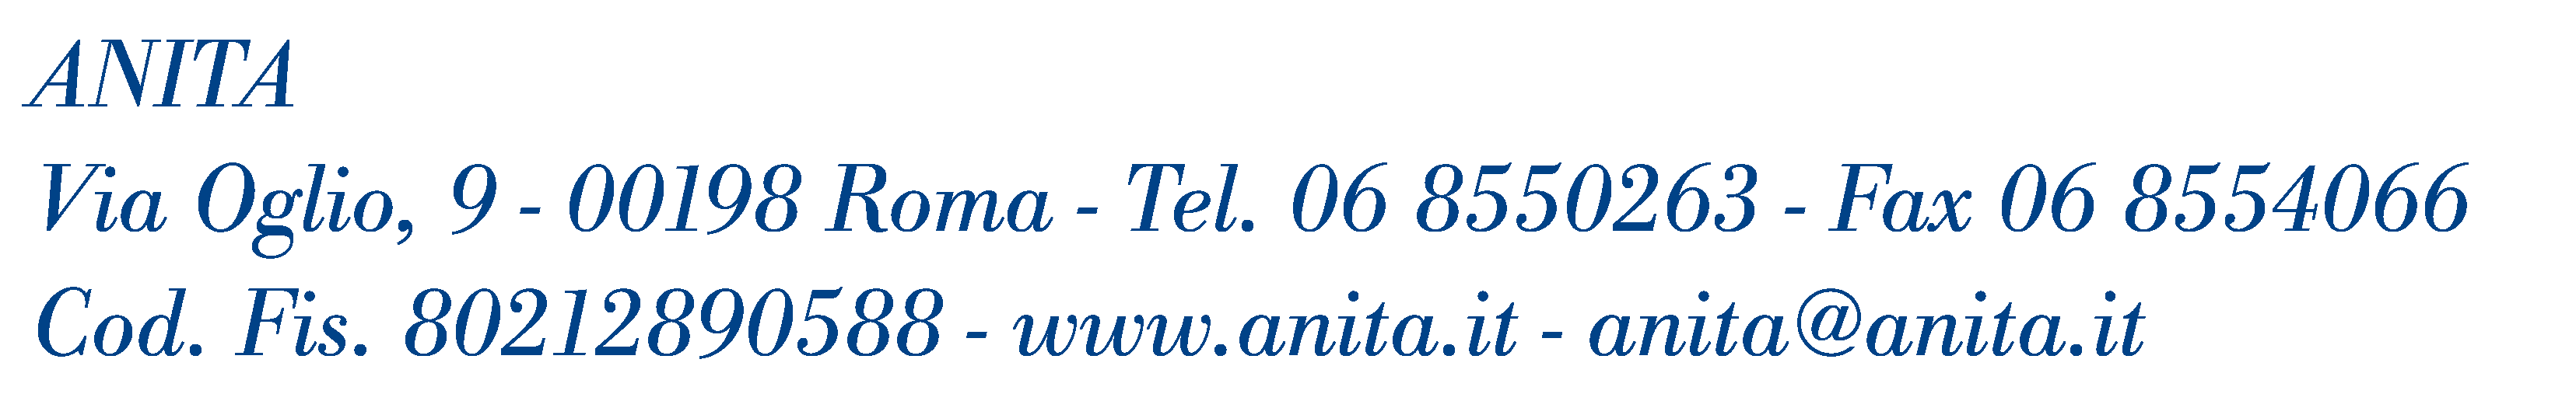 ANITA
Via Oglio, 9 - 00198 Roma - Tel. 06 8550263 - Fax 06 8554066
Cod. Fis. 80212890588 - www.anita.it - anita@anita.it